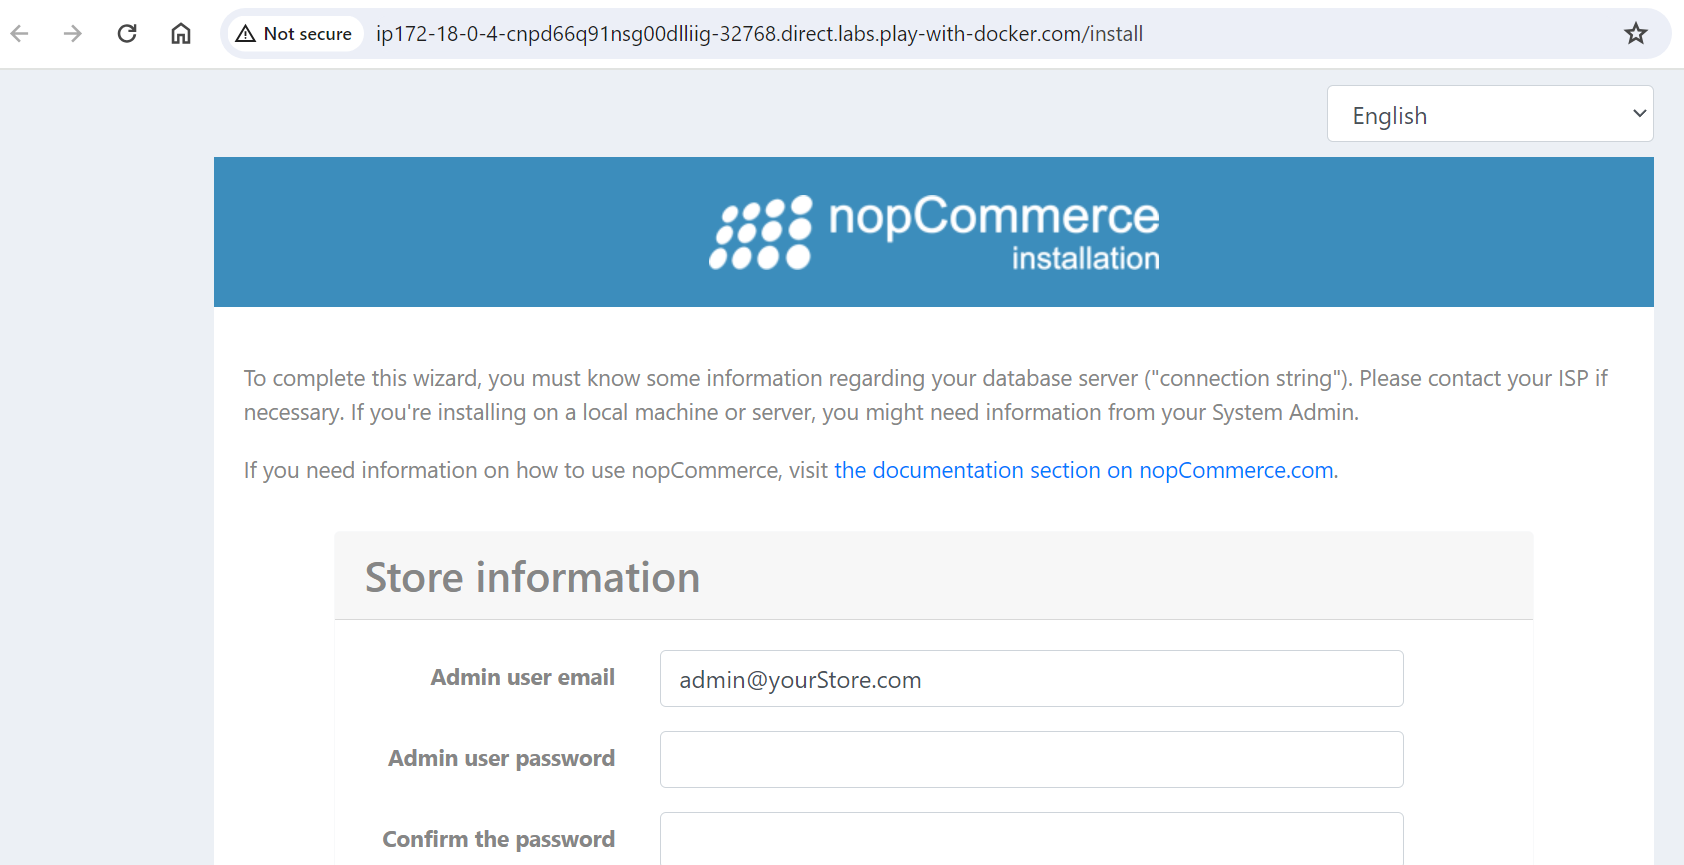 Not secure ip172-18-0-4-cnpd66q91nsg00dlliig-32768.direct.labs.play-with-docker.com/install
English
nopCommerce
installation
To complete this wizard, you must know some information regarding your database server ("connection string"). Please contact your ISP if
necessary. If you're installing on a local machine or server, you might need information from your System Admin.
If you need information on how to use nopCommerce, visit the documentation section on nopCommerce.com.
Store information
Admin user email admin@yourStore.com
Admin user password
Confirm the password